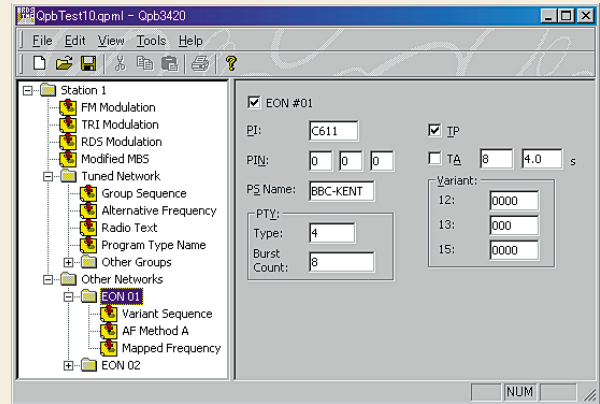 QpbTest10.qpml - Qpb3420
File Edit View Tools Help
Station 1
FM Modulation
TRI Modulation
RDS Modulation
Modified MBS
Tuned Network
Group Sequence
Alternative Frequency
Radio Text
Program Type Name
Other Groups
Other Networks
EON 01
Variant Sequence
AF Method A
Mapped Frequency
EON 02
EON #01
PI: C611
TP
PIN: 0 0 0
TA 8 4.0 s
PS Name: BBC-KENT
Variant:
12: 0000
13: 000
15: 0000
PTY:
Type: 4
Burst
Count: 8
NUM